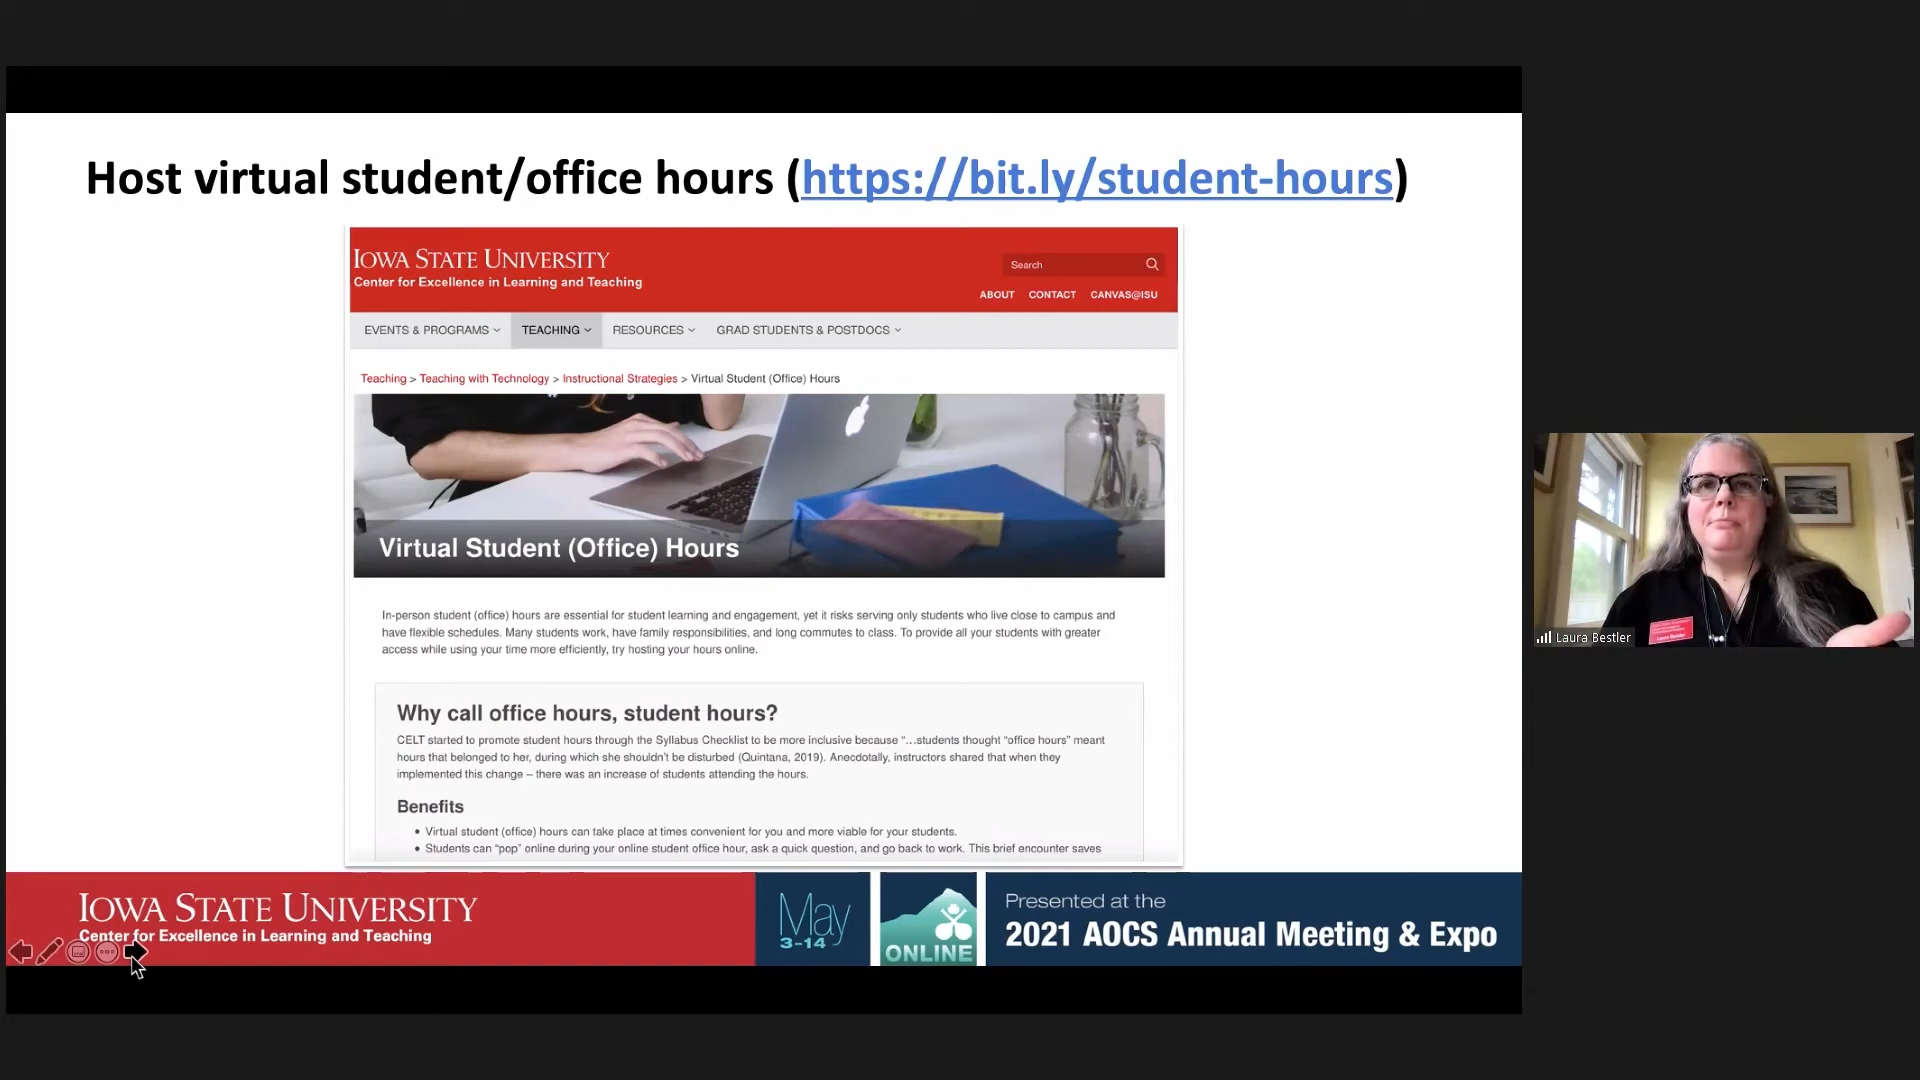 Host virtual student/office hours (https://bit.ly/student-hours)
IOWA STATE UNIVERSITY
Center for Excellence in Learning and Teaching
Search
ABOUT CONTACT CANVAS@ISU
EVENTS & PROGRAMS TEACHING RESOURCES GRAD STUDENTS & POSTDOCS
Teaching > Teaching with Technology > Instructional Strategies > Virtual Student (Office) Hours
Virtual Student (Office) Hours
In-person student (office) hours are essential for student learning and engagement, yet it risks serving only students who live close to campus and
have flexible schedules. Many students work, have family responsibilities, and long commutes to class. To provide all your students with greater
access while using your time more efficiently, try hosting your hours online.
Why call office hours, student hours?
CELT started to promote student hours through the Syllabus Checklist to be more inclusive because “…students thought “office hours” meant
hours that belonged to her, during which she shouldn’t be disturbed (Quintana, 2019). Anecdotally, instructors shared that when they
implemented this change – there was an increase of students attending the hours.
Benefits
• Virtual student (office) hours can take place at times convenient for you and more viable for your students.
• Students can “pop” online during your online student office hour, ask a quick question, and go back to work. This brief encounter saves
IOWA STATE UNIVERSITY
Center for Excellence in Learning and Teaching
May
3-14
ONLINE
Presented at the
2021 AOCS Annual Meeting & Expo
Laura Bestler